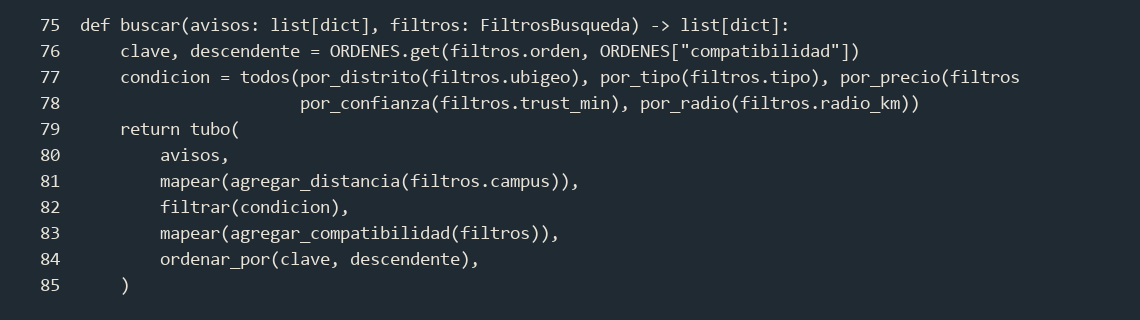 75  def buscar(avisos: list[dict], filtros: FiltrosBusqueda) -> list[dict]:
76      clave, descendente = ORDENES.get(filtros.orden, ORDENES["compatibilidad"])
77      condicion = todos(por_distrito(filtros.ubigeo), por_tipo(filtros.tipo), por_precio(filtros
78                        por_confianza(filtros.trust_min), por_radio(filtros.radio_km))
79      return tubo(
80          avisos,
81          mapear(agregar_distancia(filtros.campus)),
82          filtrar(condicion),
83          mapear(agregar_compatibilidad(filtros)),
84          ordenar_por(clave, descendente),
85      )